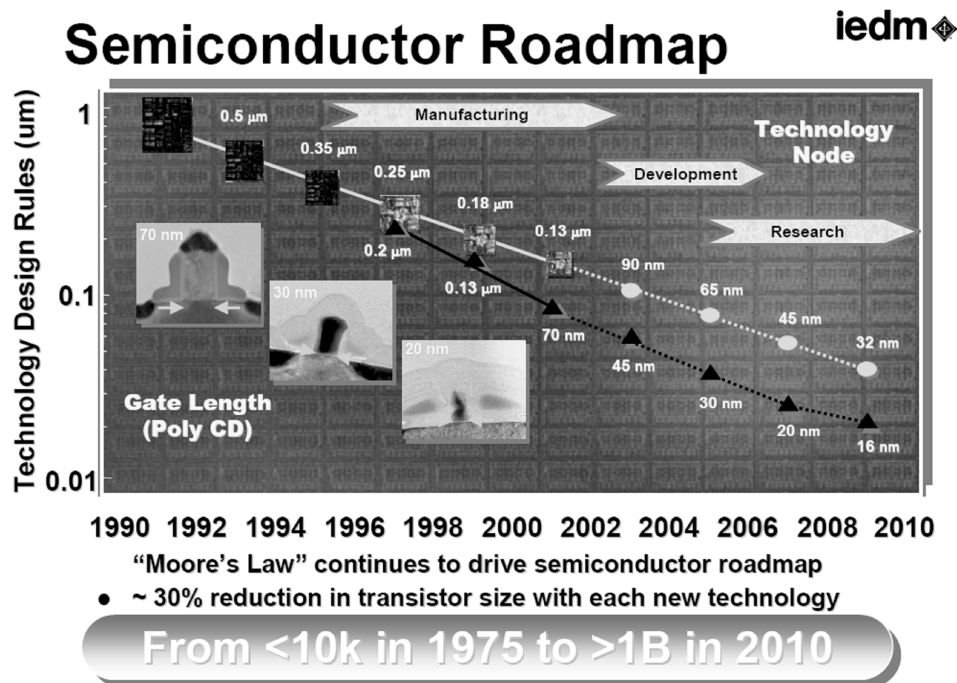 Semiconductor Roadmap
iedm
Technology Design Rules (um)
1
0.1
0.01
Manufacturing
Development
Research
Technology
Node
0.5 µm
0.35 µm
0.25 µm
0.18 µm
0.13 µm
90 nm
65 nm
45 nm
32 nm
0.2 µm
0.13 µm
70 nm
45 nm
30 nm
20 nm
16 nm
70 nm
30 nm
20 nm
Gate Length
(Poly CD)
1990 1992 1994 1996 1998 2000 2002 2004 2006 2008 2010
“Moore’s Law” continues to drive semiconductor roadmap
● ~ 30% reduction in transistor size with each new technology
From <10k in 1975 to >1B in 2010